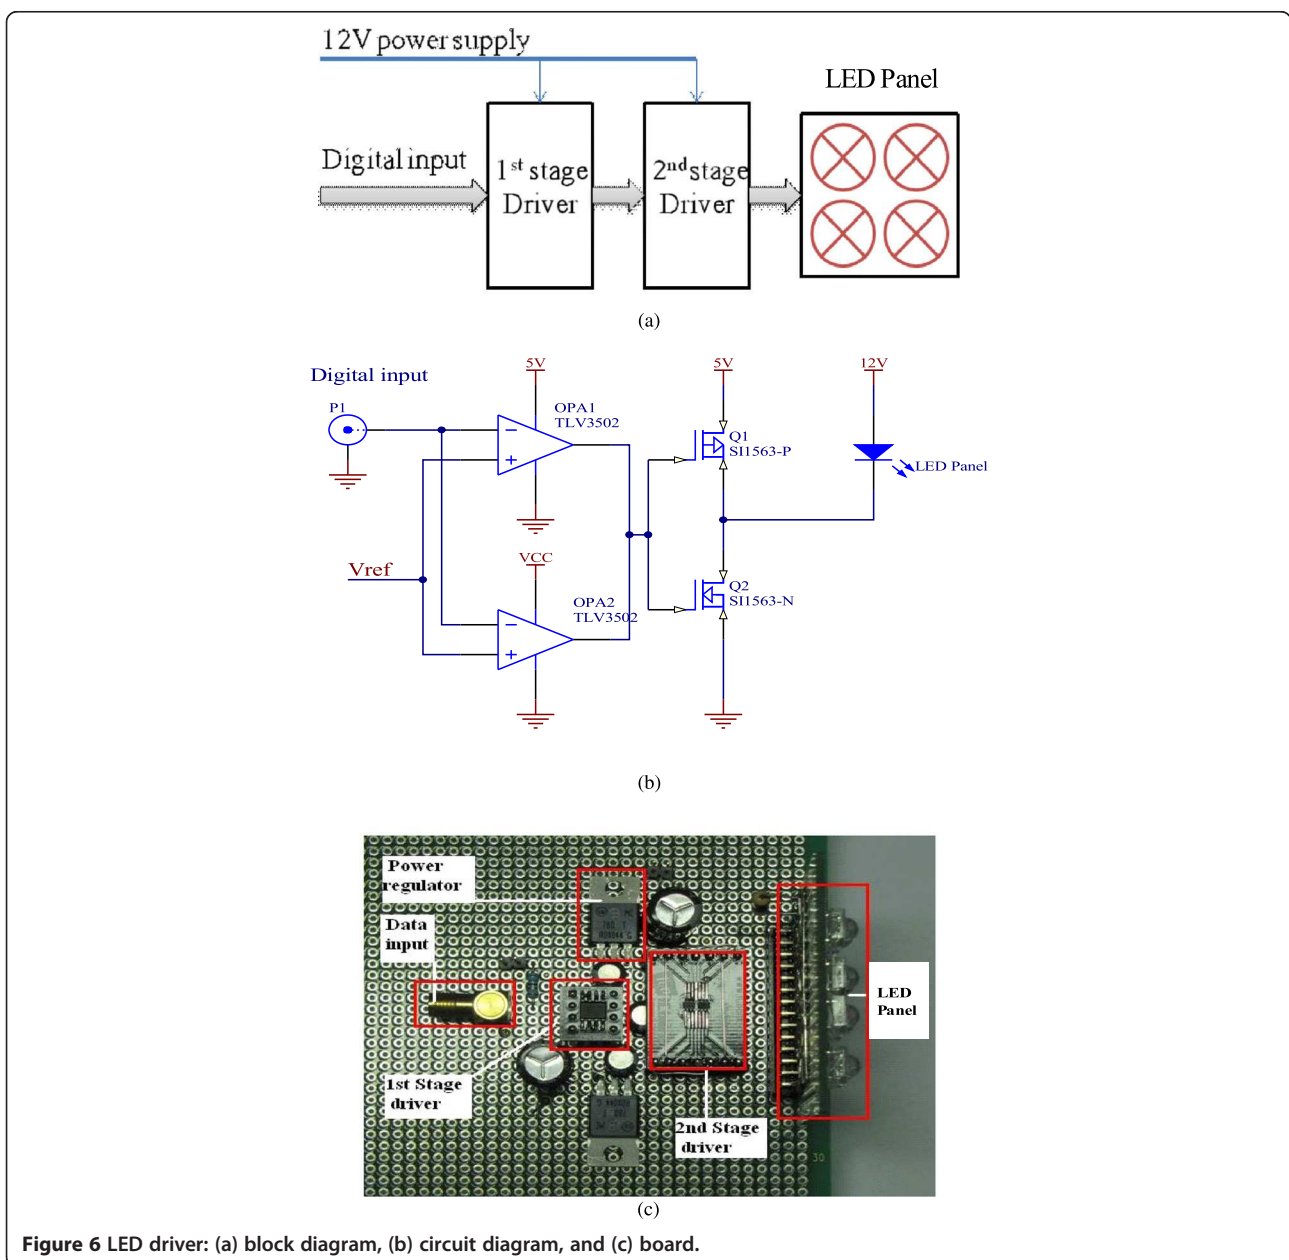 12V power supply
LED Panel
Digital input
1st stage
Driver
2nd stage
Driver
(a)
5V
5V
12V
Digital input
P1
OPA1
TLV3502
Q1
SI1563-P
LED Panel
Vref
VCC
OPA2
TLV3502
Q2
SI1563-N
(b)
Power
regulator
Data
input
LED
Panel
1st Stage
driver
2nd Stage
driver
30
(c)
Figure 6 LED driver: (a) block diagram, (b) circuit diagram, and (c) board.